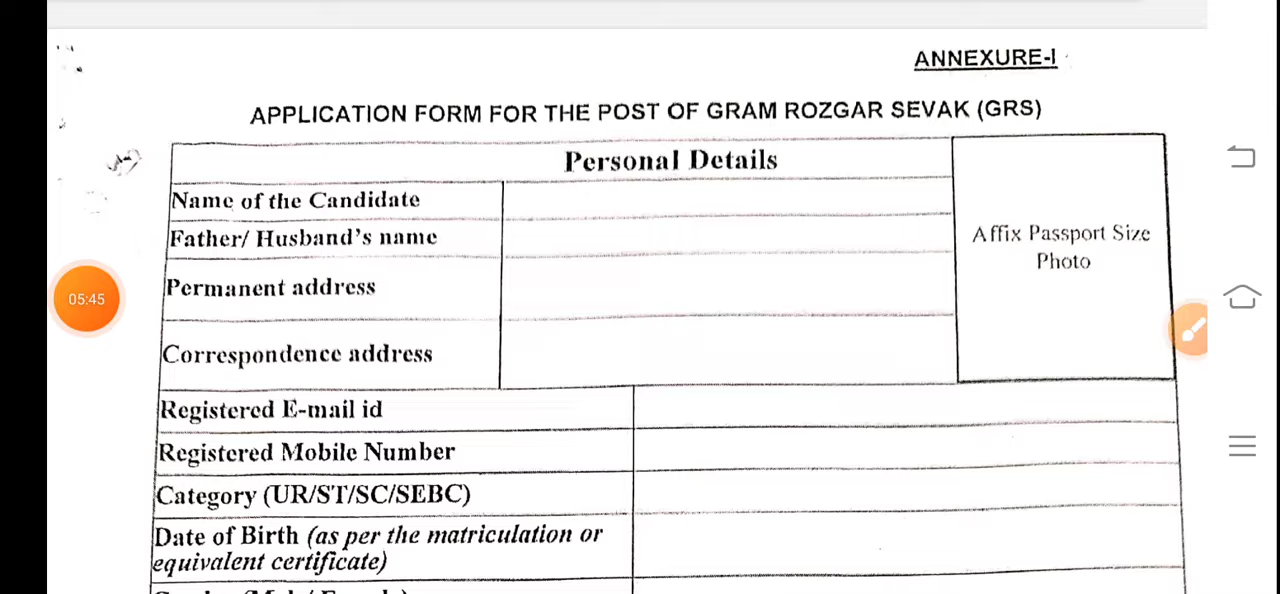 ANNEXURE-I
APPLICATION FORM FOR THE POST OF GRAM ROZGAR SEVAK (GRS)
Personal Details
Name of the Candidate
Father/ Husband's name
Permanent address
Correspondence address
Affix Passport Size
Photo
05:45
Registered E-mail id
Registered Mobile Number
Category (UR/ST/SC/SEBC)
Date of Birth (as per the matriculation or
equivalent certificate)